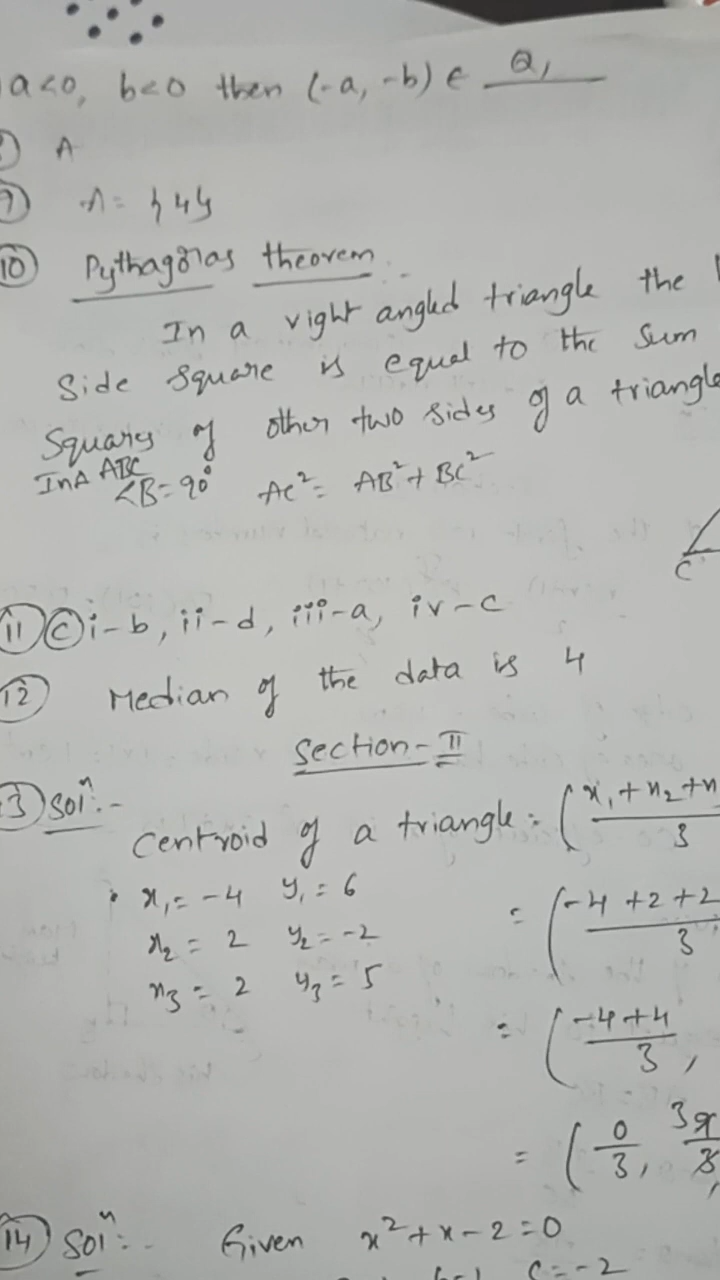 a<0, b<0 then (-a, -b) ∈ Q₁
A
A = {4}
10 Pythagoras theorem
In a right angled triangle the
Side square is equal to the sum
Squares of other two sides of a triangle
In Δ ABC
∠B = 90° AC² = AB² + BC²
C
11 Ⓒ i-b, ii-d, iii-a, iv-c
12 Median of the data is 4
Section-II
3 Solⁿ:-
Centroid of a triangle = (x₁+x₂+x / 3
x₁ = -4 y₁ = 6
= (-4+2+2 / 3
x₂ = 2 y₂ = -2
x₃ = 2 y₃ = 5
= (-4+4 / 3,
= (0/3,
14 Solⁿ:- Given x²+x-2=0
c=-2